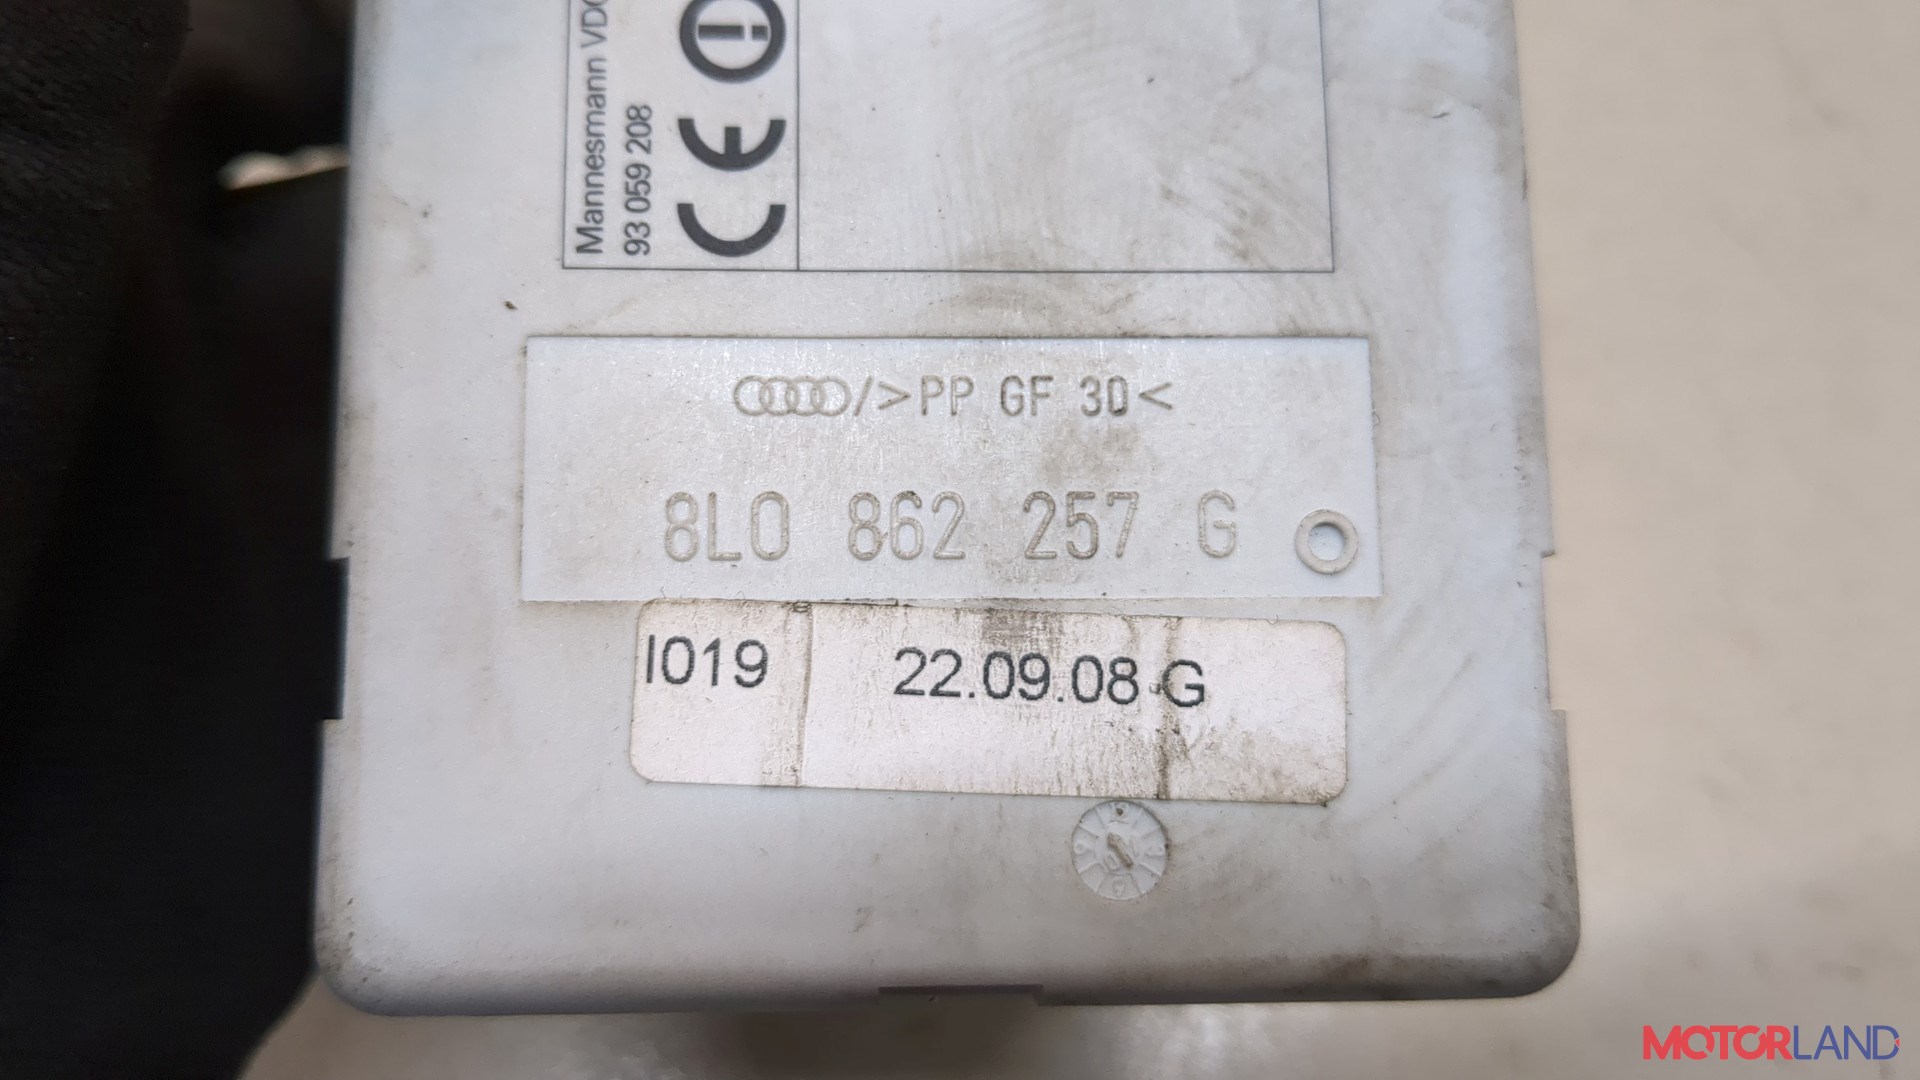 Mannesmann VDO
93 059 208
CE
/>PP GF 30<
8L0 862 257 G
I019 22.09.08 G
MOTORLAND